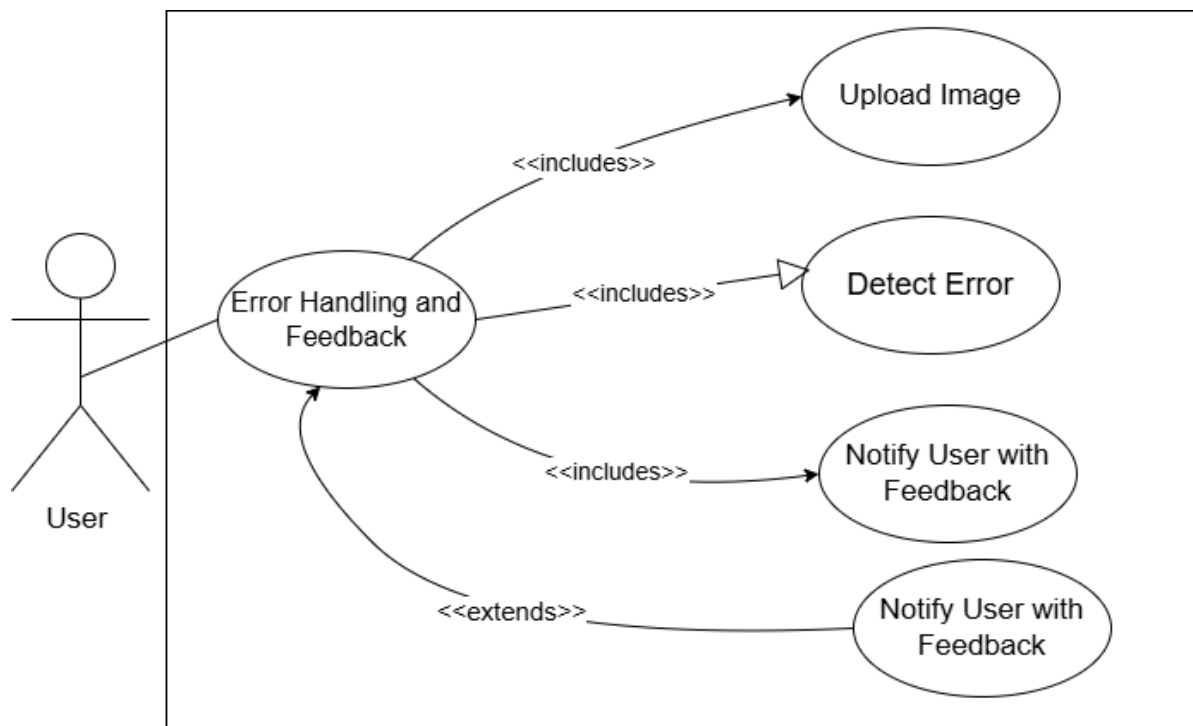 Upload Image
<<includes>>
Error Handling and
Feedback
<<includes>>
Detect Error
<<includes>>
Notify User with
Feedback
User
<<extends>>
Notify User with
Feedback